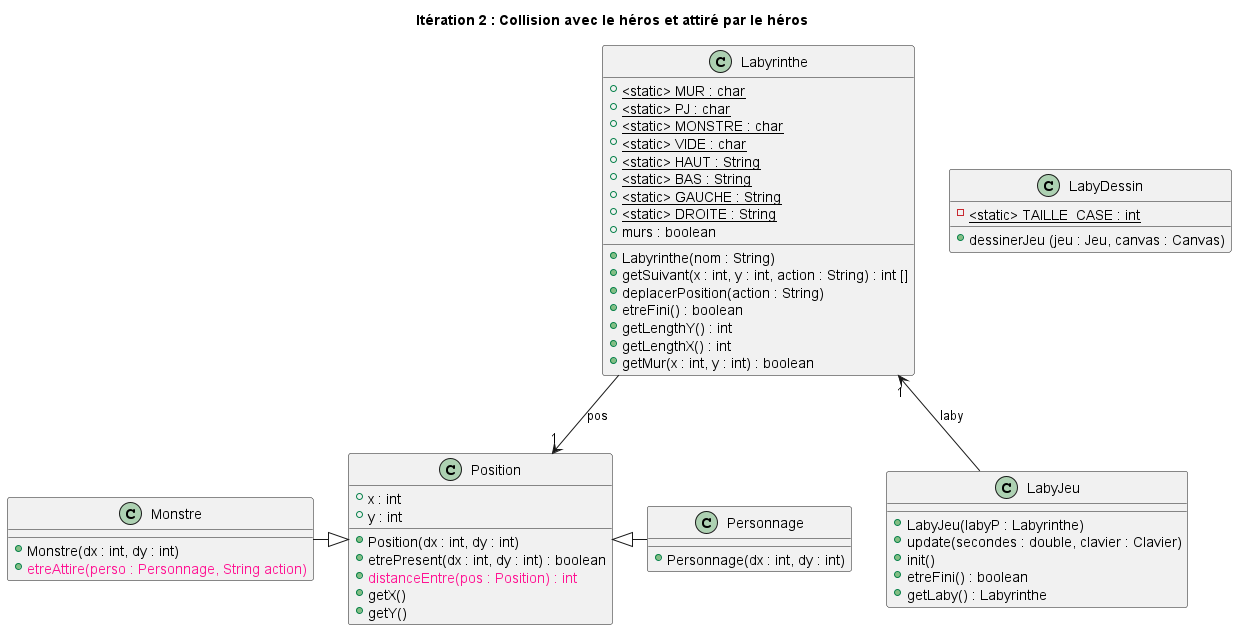 Itération 2 : Collision avec le héros et attiré par le héros
C Labyrinthe
<static> MUR : char
<static> PJ : char
<static> MONSTRE : char
<static> VIDE : char
<static> HAUT : String
<static> BAS : String
<static> GAUCHE : String
<static> DROITE : String
murs : boolean
Labyrinthe(nom : String)
getSuivant(x : int, y : int, action : String) : int []
deplacerPosition(action : String)
etreFini() : boolean
getLengthY() : int
getLengthX() : int
getMur(x : int, y : int) : boolean
C LabyDessin
<static> TAILLE_CASE : int
dessinerJeu (jeu : Jeu, canvas : Canvas)
1
pos
laby
1
C Monstre
Monstre(dx : int, dy : int)
etreAttire(perso : Personnage, String action)
C Position
x : int
y : int
Position(dx : int, dy : int)
etrePresent(dx : int, dy : int) : boolean
distanceEntre(pos : Position) : int
getX()
getY()
C Personnage
Personnage(dx : int, dy : int)
C LabyJeu
LabyJeu(labyP : Labyrinthe)
update(secondes : double, clavier : Clavier)
init()
etreFini() : boolean
getLaby() : Labyrinthe